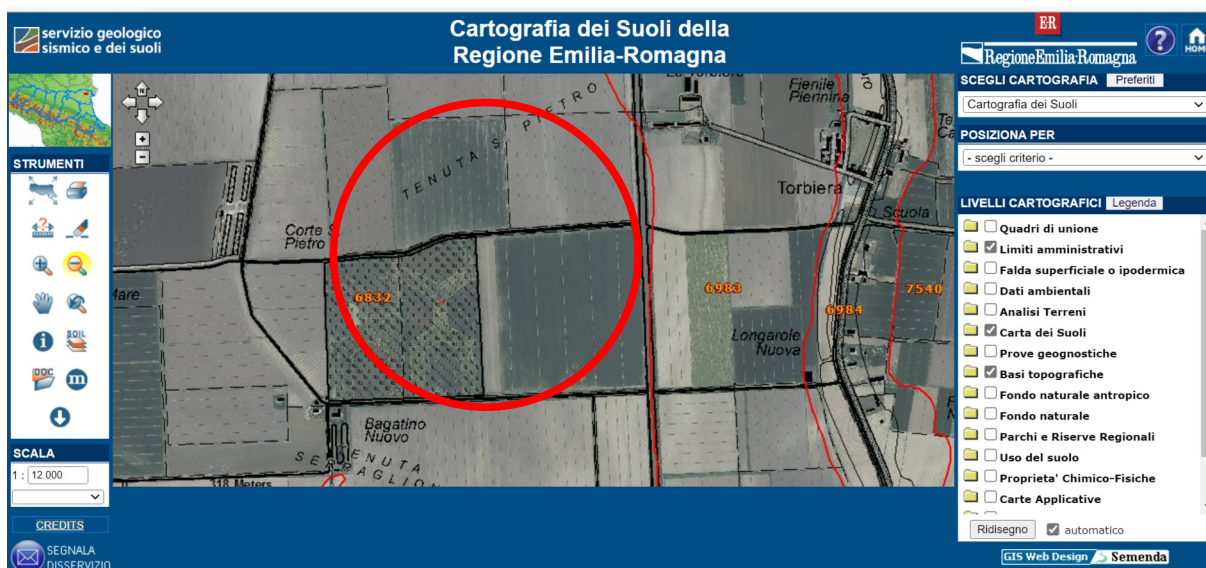 servizio geologico
sismico e dei suoli
Cartografia dei Suoli della
Regione Emilia-Romagna
E-R
RegioneEmilia-Romagna
?
HOME
STRUMENTI
SOIL
DOC
SCALA
1 : 12.000
CREDITS
SEGNALA
DISSERVIZIO
N
TENUTA S PIETRO
Fienile
Pierinina
Torbiera
Scuola
Corte S
Pietro
Mare
6832
6983
6984
7540
Longarole
Nuova
Bagatino
Nuovo
TENUTA
SERRAGLION
318 Meters
SCEGLI CARTOGRAFIA Preferiti
Cartografia dei Suoli
POSIZIONA PER
- scegli criterio -
LIVELLI CARTOGRAFICI Legenda
Quadri di unione
Limiti amministrativi
Falda superficiale o ipodermica
Dati ambientali
Analisi Terreni
Carta dei Suoli
Prove geognostiche
Basi topografiche
Fondo naturale antropico
Fondo naturale
Parchi e Riserve Regionali
Uso del suolo
Proprieta' Chimico-Fisiche
Carte Applicative
Ridisegno automatico
GIS Web Design Semenda